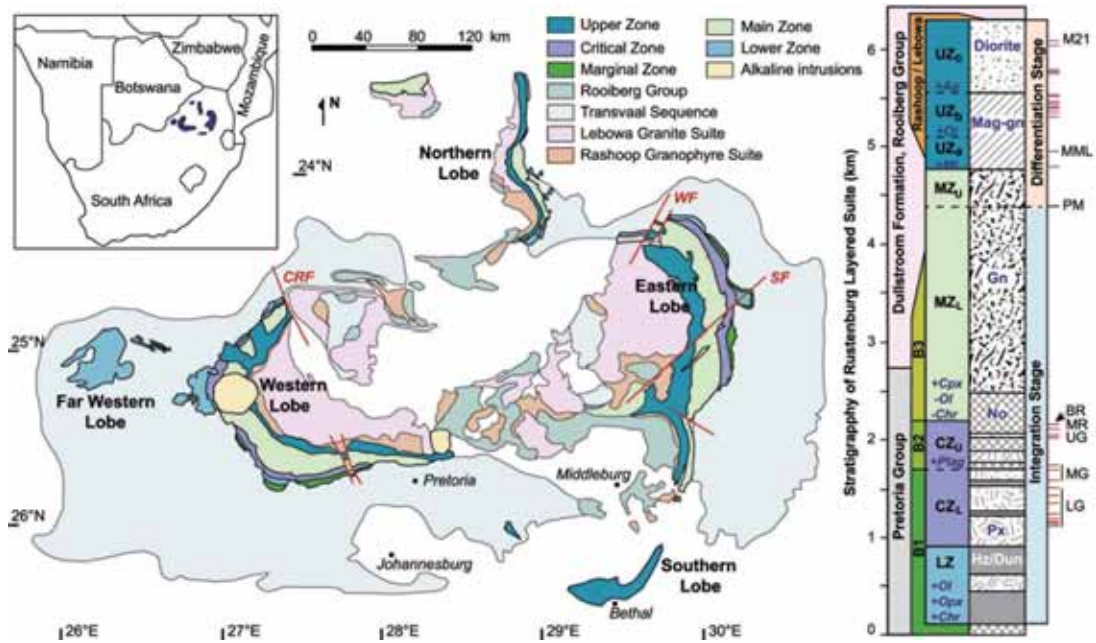 Namibia
Zimbabwe
Botswana
Mozambique
South Africa
0 40 80 120 km
N
Upper Zone
Critical Zone
Marginal Zone
Rooiberg Group
Transvaal Sequence
Lebowa Granite Suite
Rashoop Granophyre Suite
Main Zone
Lower Zone
Alkaline intrusions
24°N
25°N
26°N
Northern
Lobe
WF
SF
CRF
Eastern
Lobe
Western
Lobe
Far Western
Lobe
Pretoria
Middleburg
Johannesburg
Southern
Lobe
Bethal
26°E
27°E
28°E
29°E
30°E
Stratigrapphy of Rustenburg Layered Suite (km)
6
5
4
3
2
1
0
Dullstroom Formation, Rooiberg Group
Pretoria Group
Rashoop / Lebowa
B3
B2
B1
UZc
UZb
+Ol
UZa
MZU
MZL
+Cpx
-Ol
-Chr
CZU
+Plag
CZL
LZ
+Ol
+Opx
+Chr
Diorite
Mag-gn
Gn
No
Px
Hz/Dun
Differentiation Stage
Integration Stage
M21
MML
PM
BR
MR
UG
MG
LG